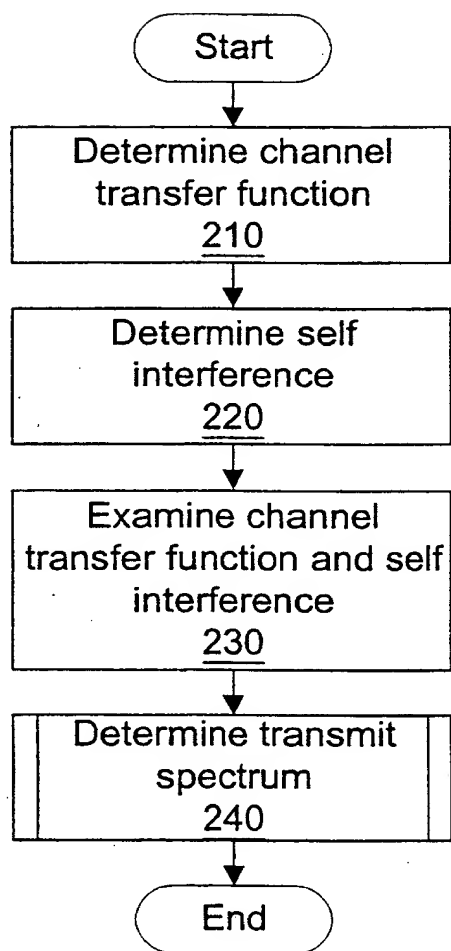 Start
Determine channel
transfer function
210
Determine self
interference
220
Examine channel
transfer function and self
interference
230
Determine transmit
spectrum
240
End